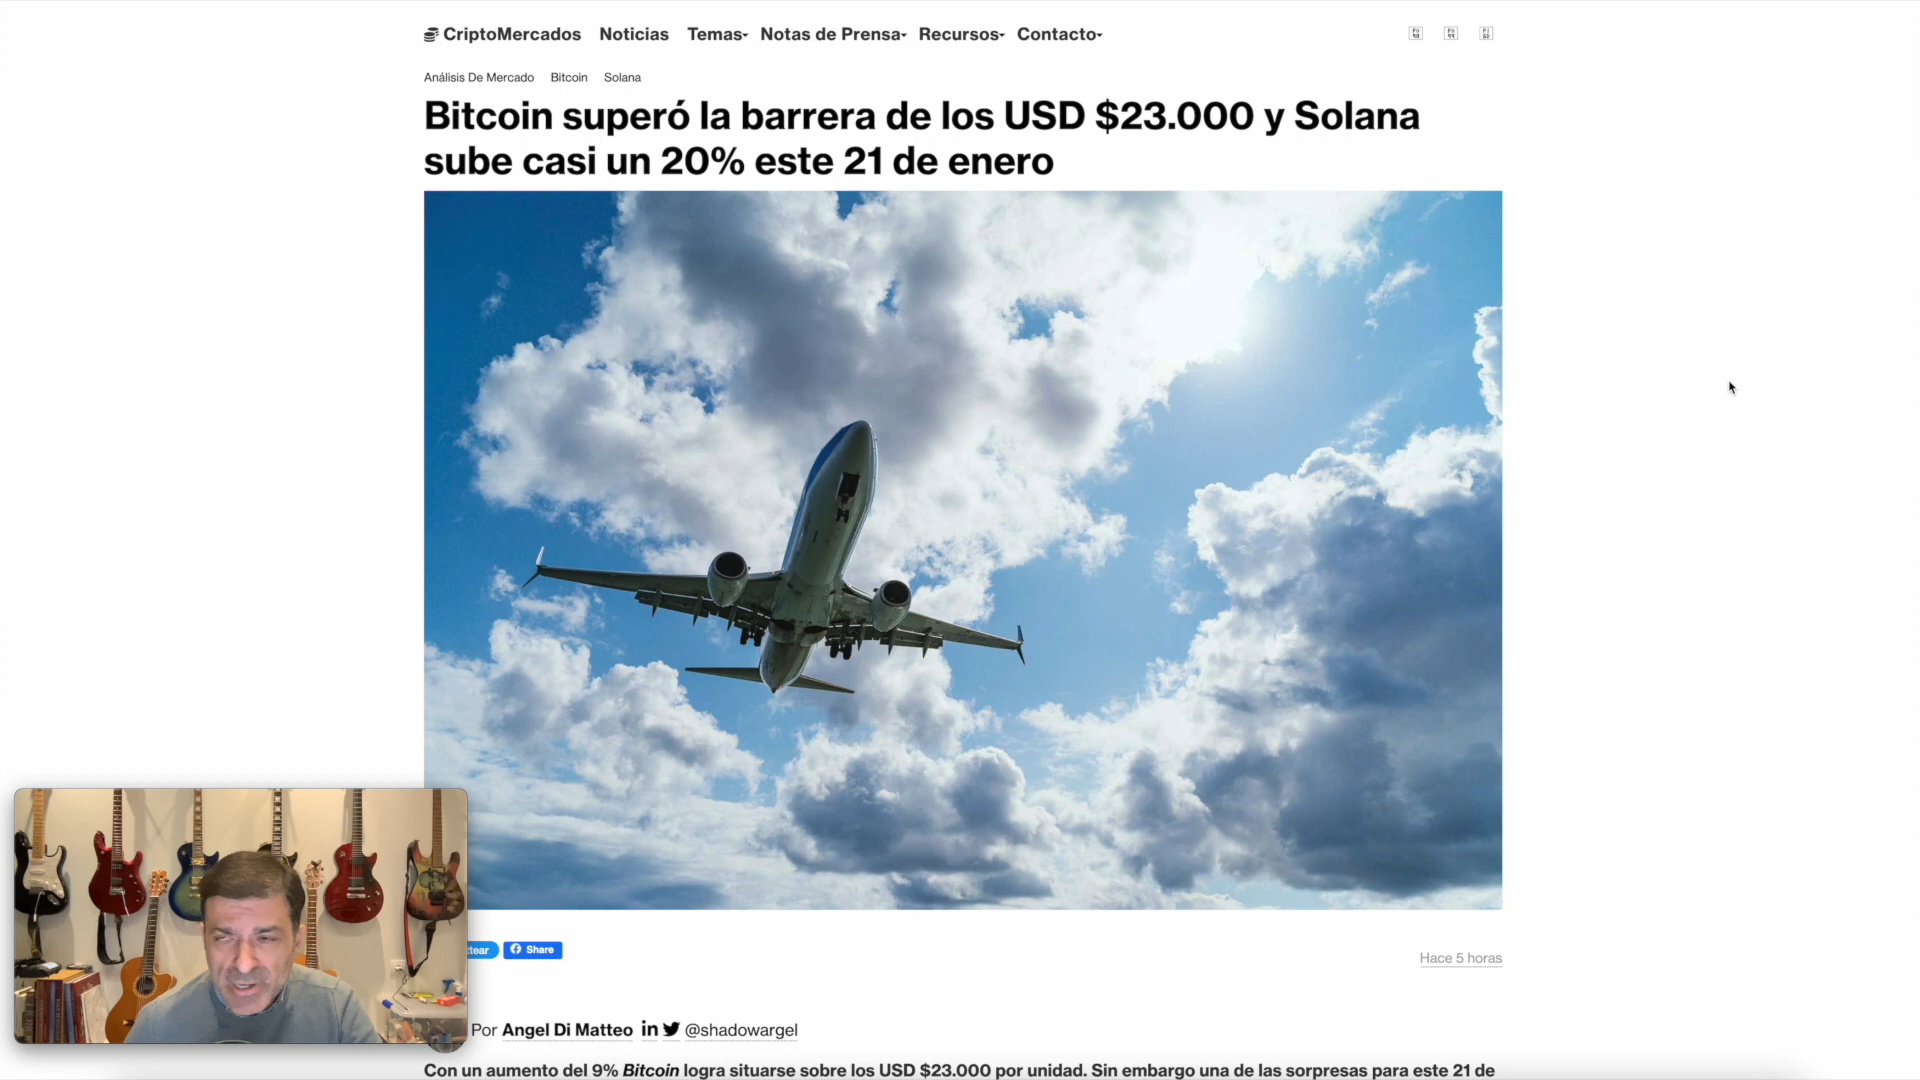 CriptoMercados Noticias Temas Notas de Prensa Recursos Contacto
Análisis De Mercado Bitcoin Solana
Bitcoin superó la barrera de los USD $23.000 y Solana
sube casi un 20% este 21 de enero
Share
Hace 5 horas
Por Angel Di Matteo @shadowargel
Con un aumento del 9% Bitcoin logra situarse sobre los USD $23.000 por unidad. Sin embargo una de las sorpresas para este 21 de